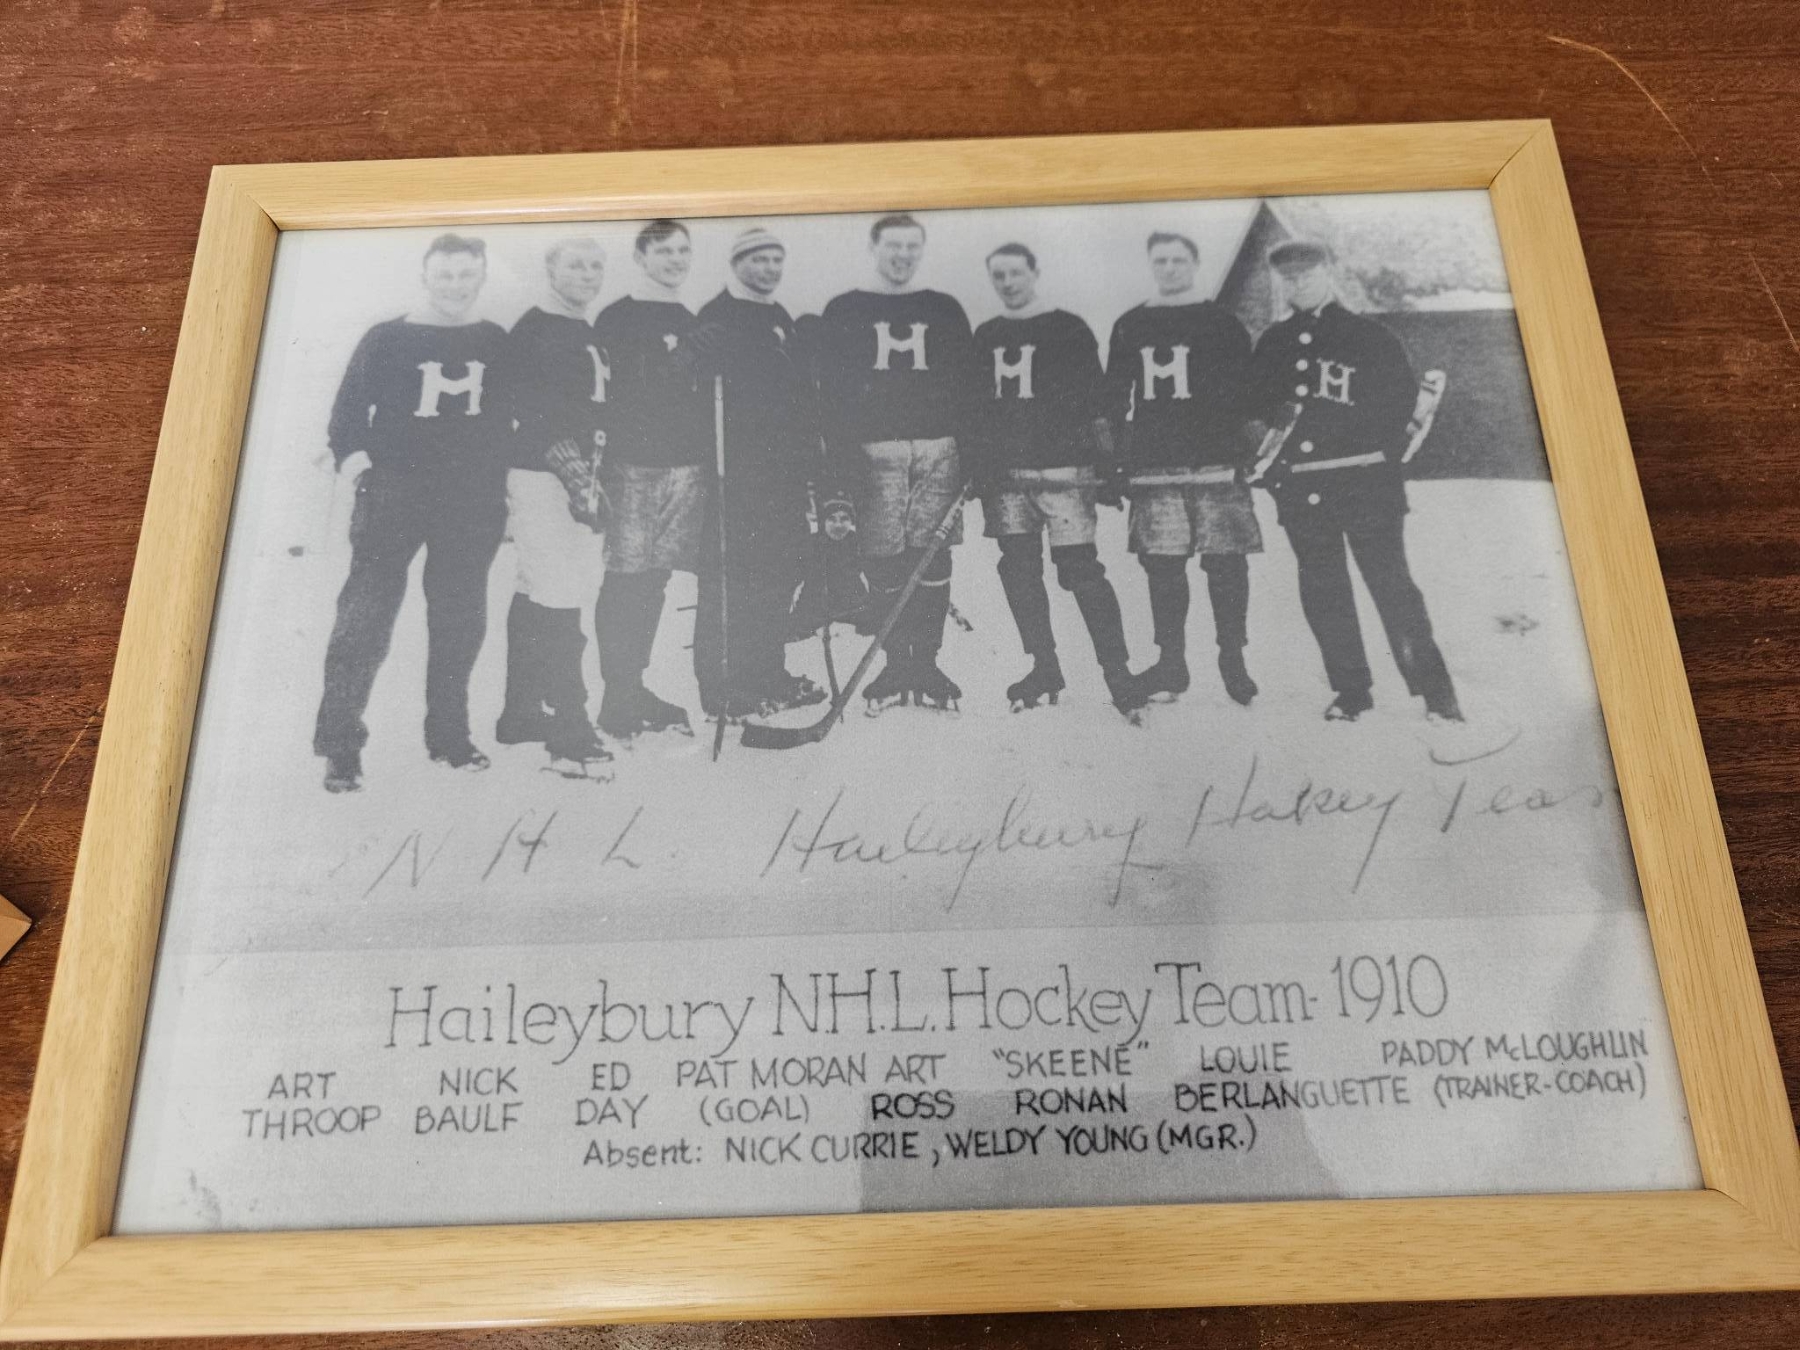 H H H H H H
N H L. Haileybury Hokey Team
Haileybury N.H.L. Hockey Team - 1910
ART NICK ED PAT MORAN ART "SKEENE" LOUIE PADDY McLOUGHLIN
THROOP BAULF DAY (GOAL) ROSS RONAN BERLANGUETTE (TRAINER-COACH)
Absent: NICK CURRIE, WELDY YOUNG (MGR.)